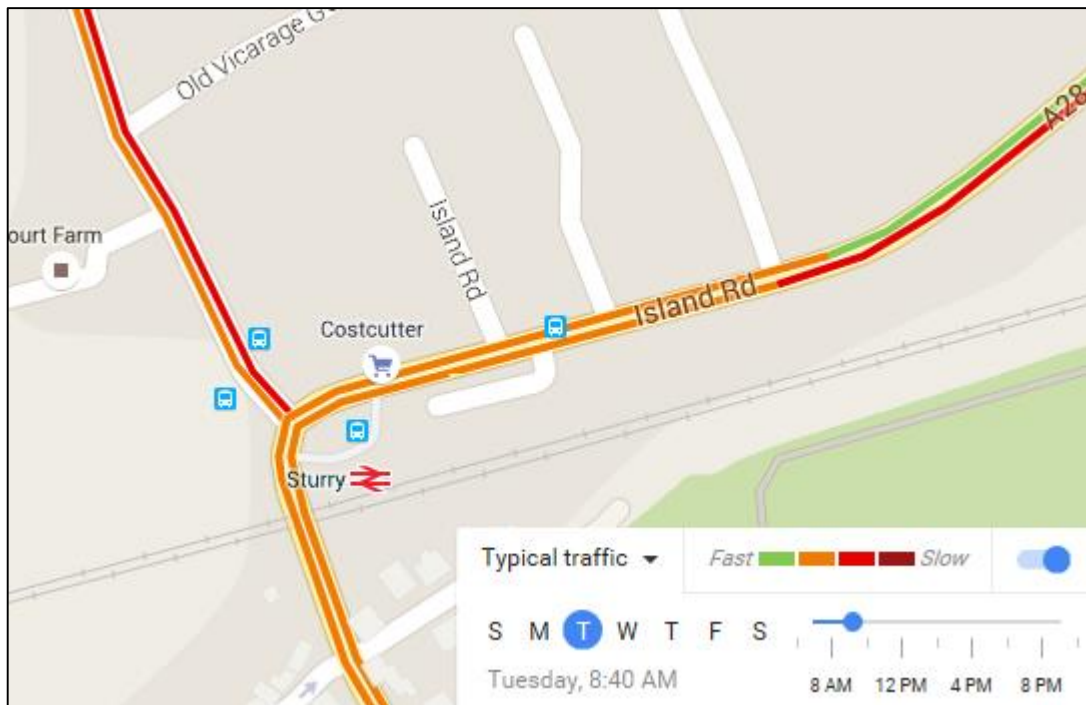 Old Vicarage G
A28
ourt Farm
Island Rd
Island Rd
Costcutter
Sturry
Typical traffic
Fast
Slow
S M T W T F S
Tuesday, 8:40 AM
8 AM 12 PM 4 PM 8 PM